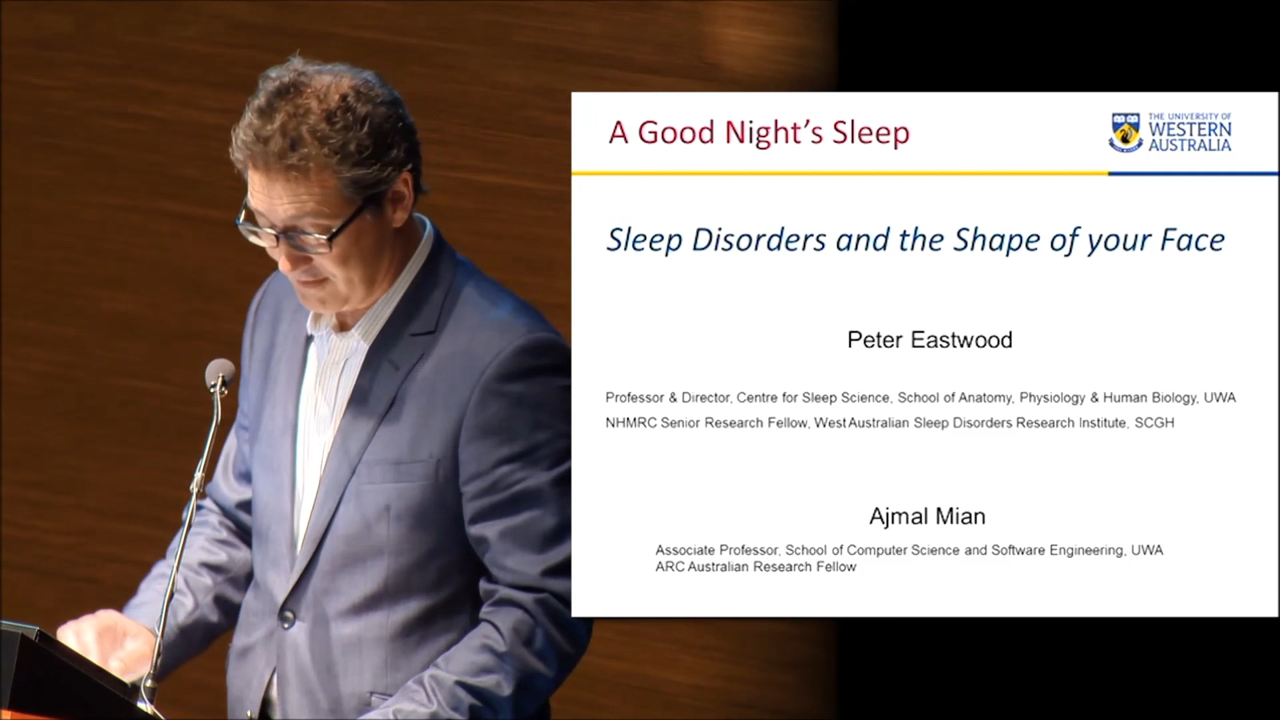 A Good Night's Sleep
THE UNIVERSITY OF
WESTERN
AUSTRALIA
Sleep Disorders and the Shape of your Face
Peter Eastwood
Professor & Director, Centre for Sleep Science, School of Anatomy, Physiology & Human Biology, UWA
NHMRC Senior Research Fellow, West Australian Sleep Disorders Research Institute, SCGH
Ajmal Mian
Associate Professor, School of Computer Science and Software Engineering, UWA
ARC Australian Research Fellow